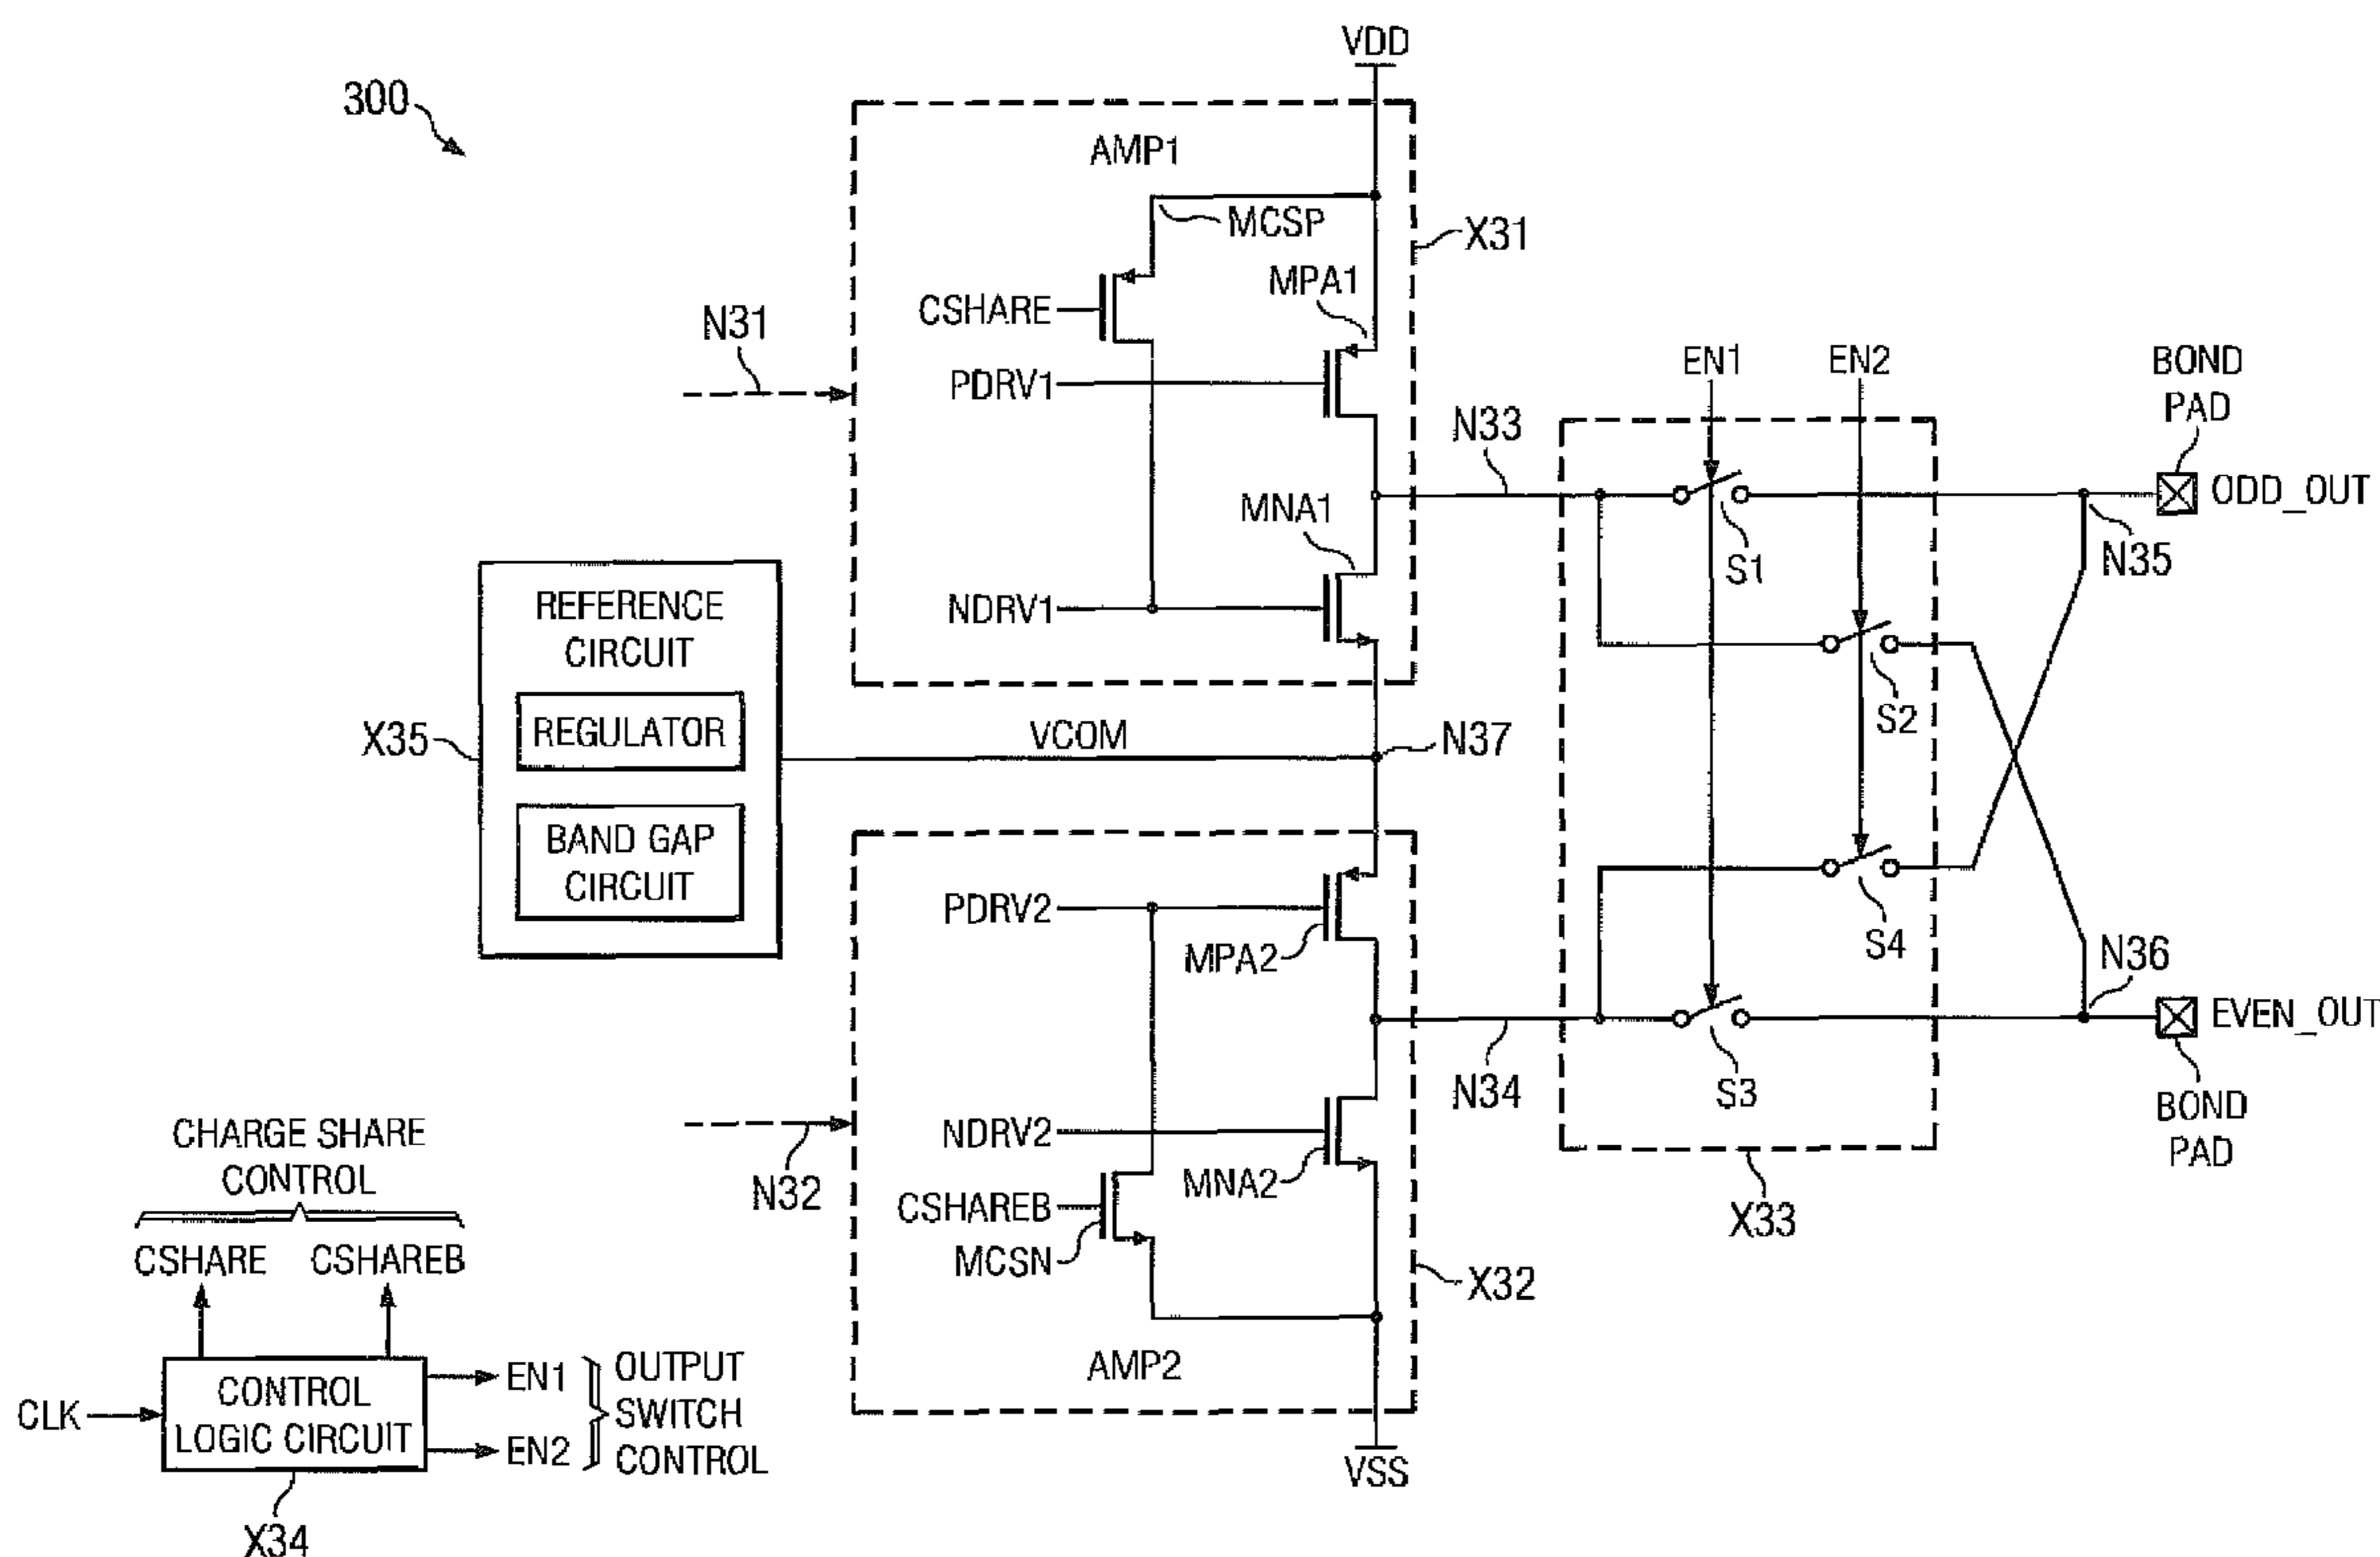 300
VDD
AMP1
MCSP
X31
MPA1
CSHARE
N31
PDRV1
EN1
EN2
BOND
PAD
N33
ODD_OUT
MNA1
S1
N35
NDRV1
REFERENCE
CIRCUIT
S2
REGULATOR
X35
VCOM
N37
BAND GAP
CIRCUIT
PDRV2
MPA2
S4
N36
EVEN_OUT
N34
S3
BOND
PAD
NDRV2
MNA2
N32
CHARGE SHARE
CONTROL
CSHAREB
MCSN
X33
CSHARE
CSHAREB
X32
AMP2
EN1
OUTPUT
SWITCH
CONTROL
CLK
CONTROL
LOGIC CIRCUIT
EN2
VSS
X34